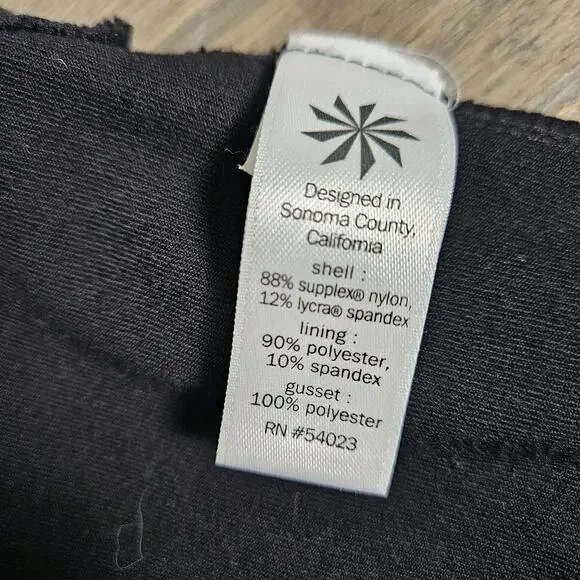 Designed in
Sonoma County,
California
shell :
88% supplex® nylon,
12% lycra® spandex
lining :
90% polyester,
10% spandex
gusset :
100% polyester
RN #54023